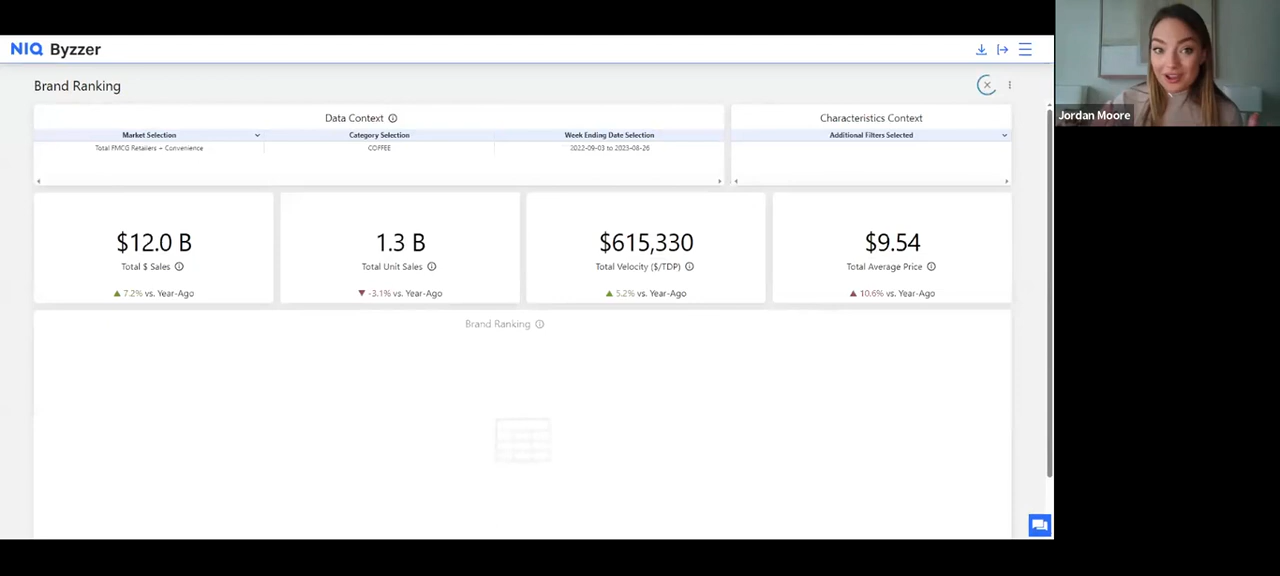 NIQ Byzzer
Brand Ranking
Data Context
Characteristics Context
Market Selection
Category Selection
Week Ending Date Selection
Additional Filters Selected
Total FMCG Retailers + Convenience
COFFEE
2022-09-03 to 2023-08-26
$12.0 B
Total $ Sales
7.2% vs. Year-Ago
1.3 B
Total Unit Sales
-3.1% vs. Year-Ago
$615,330
Total Velocity ($/TDP)
5.2% vs. Year-Ago
$9.54
Total Average Price
10.6% vs. Year-Ago
Brand Ranking
Jordan Moore